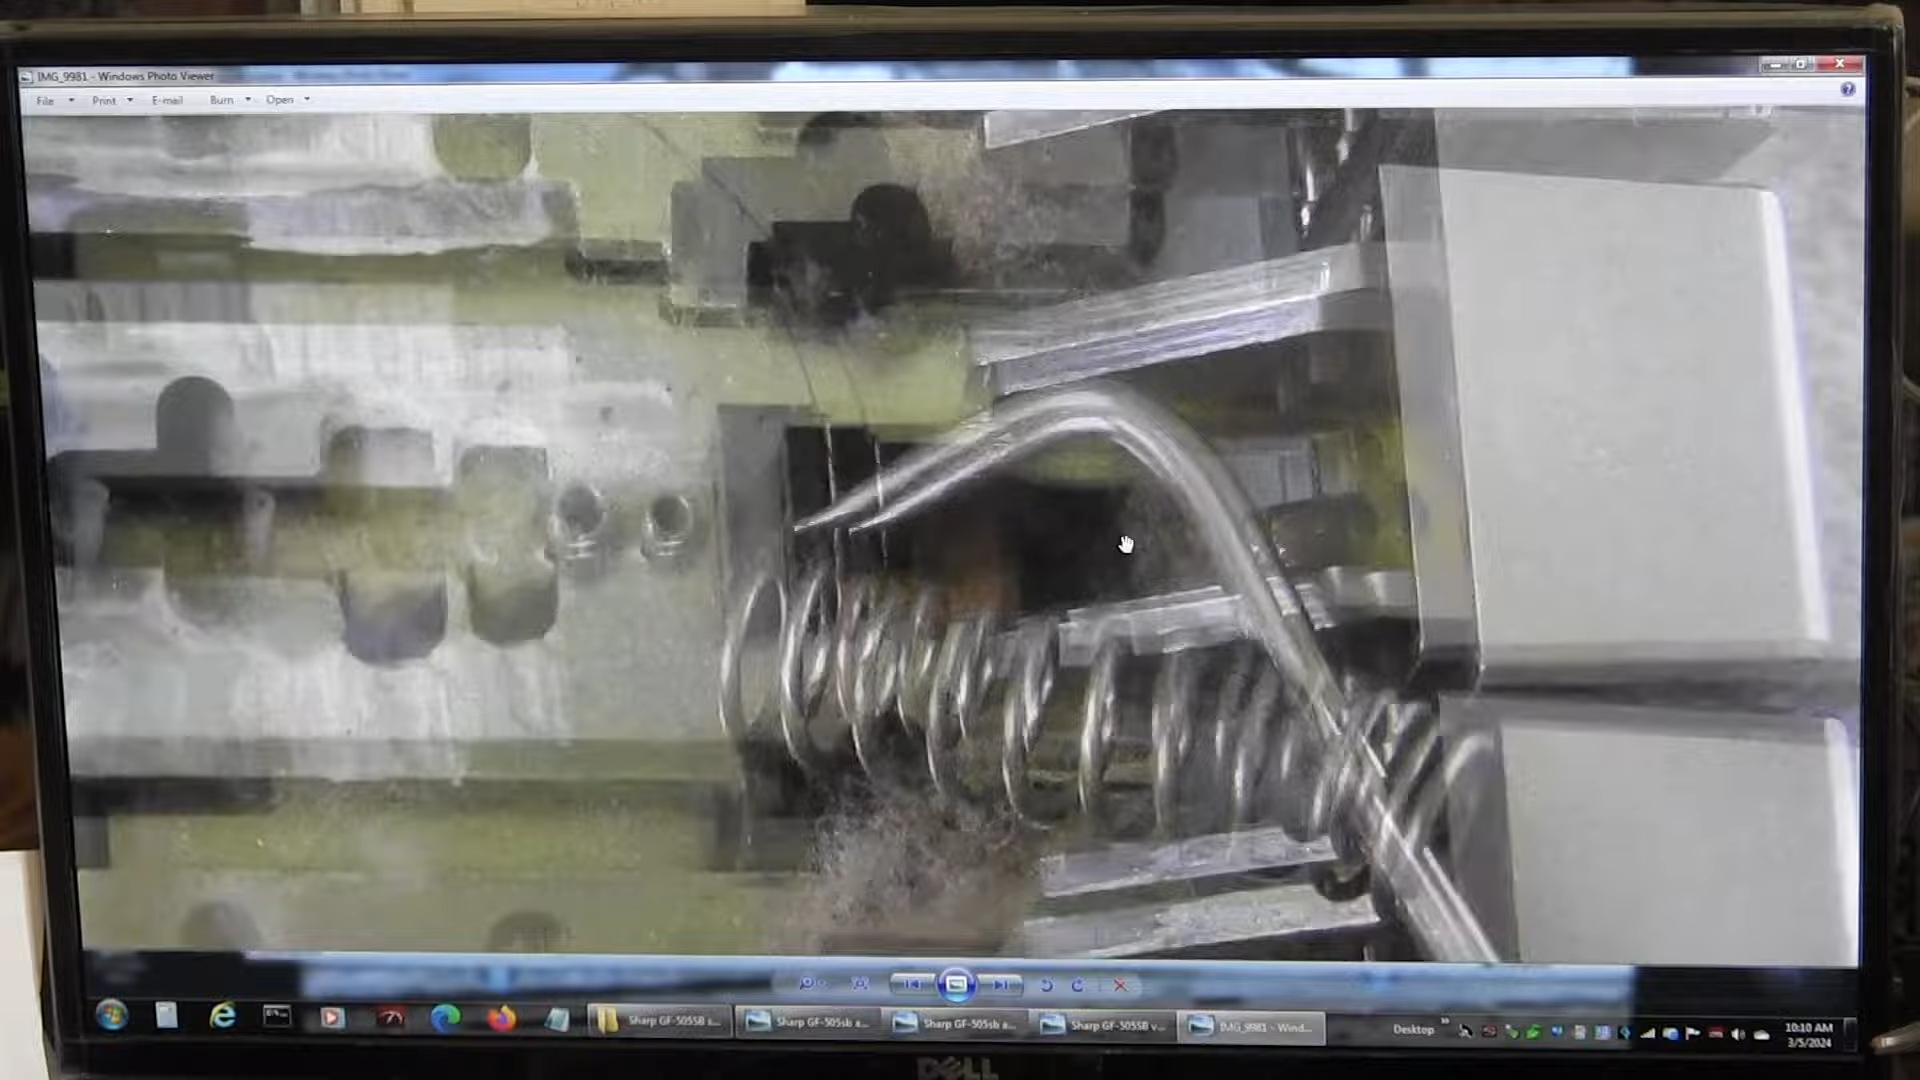 IMG_9981 - Windows Photo Viewer
File Print E-mail Burn Open
Sharp GF-505SB s... Sharp GF-505sb a... Sharp GF-505sb a... Sharp GF-505SB v... IMG_9981 - Wind... Desktop 10:10 AM
3/5/2024
DELL